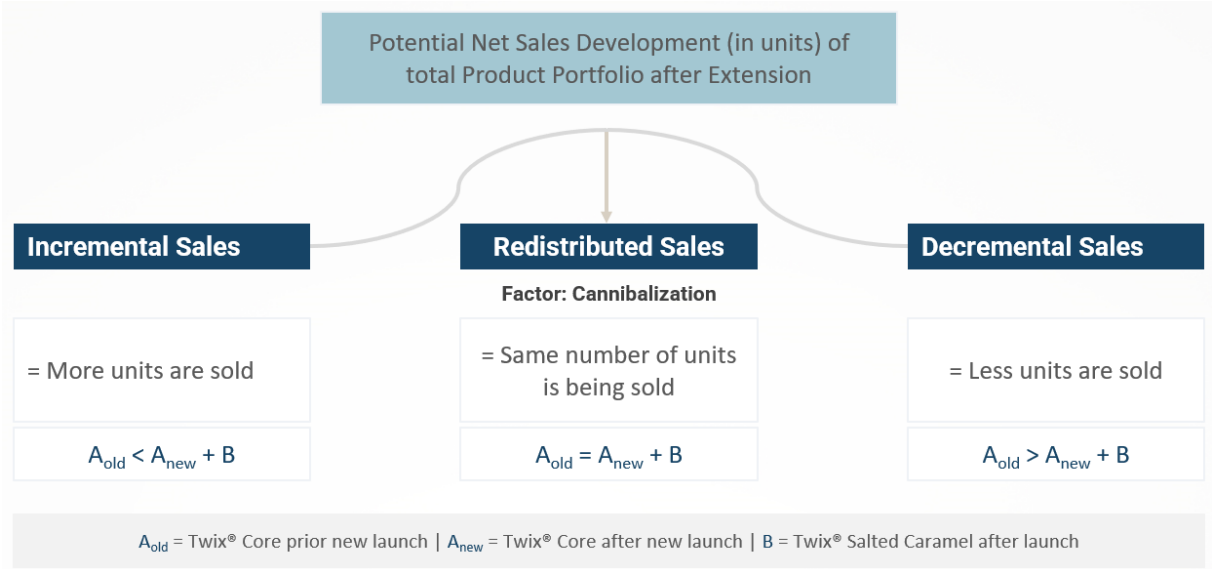 Potential Net Sales Development (in units) of
total Product Portfolio after Extension
Incremental Sales
Redistributed Sales
Decremental Sales
Factor: Cannibalization
= More units are sold
= Same number of units
is being sold
= Less units are sold
Aold < Anew + B
Aold = Anew + B
Aold > Anew + B
Aold = Twix® Core prior new launch | Anew = Twix® Core after new launch | B = Twix® Salted Caramel after launch